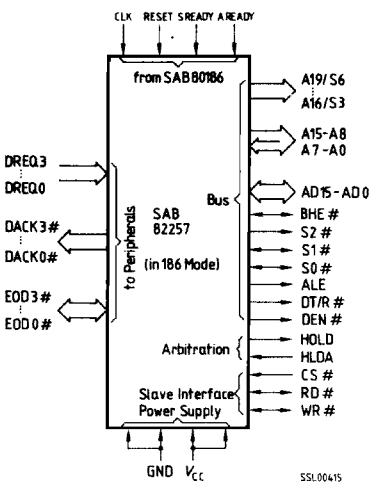 CLK RESET SREADY AREADY
from SAB 80186
A19/S6
A16/S3
A15-A8
A7-A0
DREQ3
DREQ0
Bus
AD15-AD0
BHE #
DACK3#
DACK0#
to Peripherals
SAB
82257
(in 186 Mode)
S2 #
S1 #
S0 #
ALE
EOD3#
EOD0#
DT/R #
DEN #
Arbitration
HOLD
HLDA
Slave Interface
CS #
RD #
WR #
Power Supply
GND VCC
SSL00415